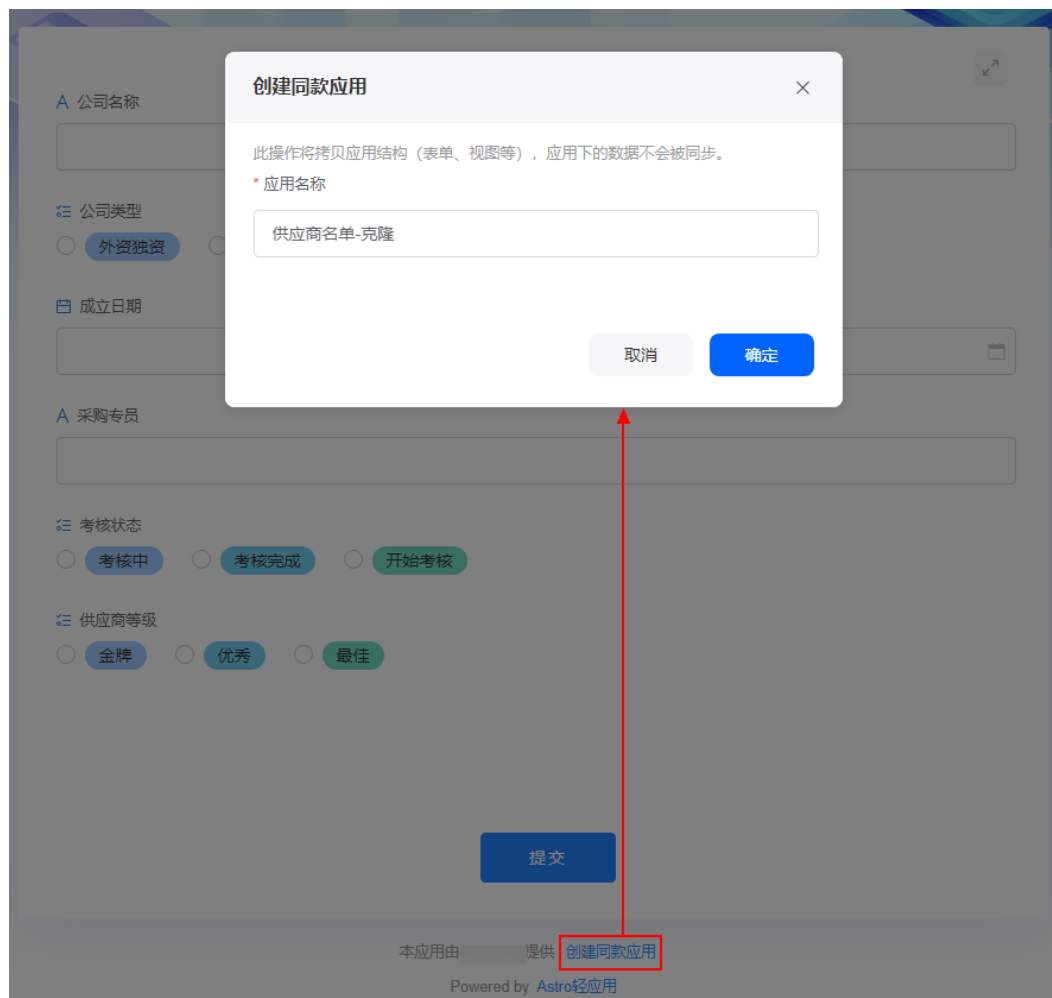 创建同款应用
此操作将拷贝应用结构（表单、视图等），应用下的数据不会被同步。
* 应用名称
供应商名单-克隆
取消 确定
A 公司名称
公司类型
外资独资
成立日期
A 采购专员
考核状态
考核中 考核完成 开始考核
供应商等级
金牌 优秀 最佳
提交
本应用由 提供 创建同款应用
Powered by Astro轻应用